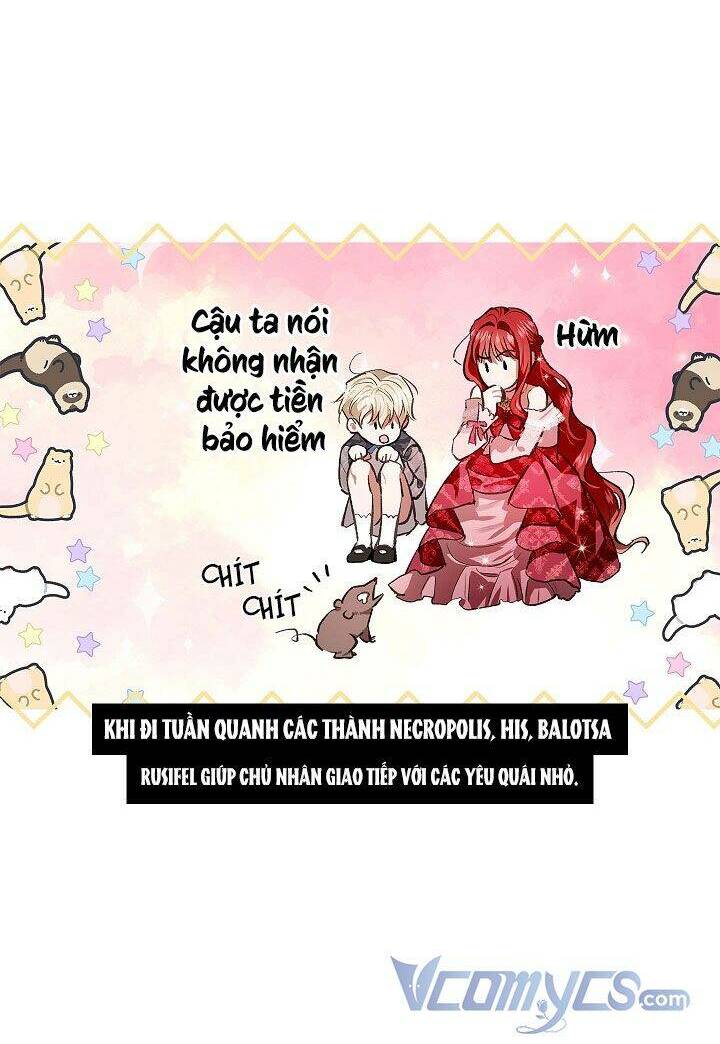 Cậu ta nói
không nhận
được tiền
bảo hiểm
Hừm
CHÍT
CHÍT
KHI ĐI TUẦN QUANH CÁC THÀNH NECROPOLIS, HIS, BALOTSA
RUSIFEL GIÚP CHỦ NHÂN GIAO TIẾP VỚI CÁC YÊU QUÁI NHỎ.
VCOMYCS.com